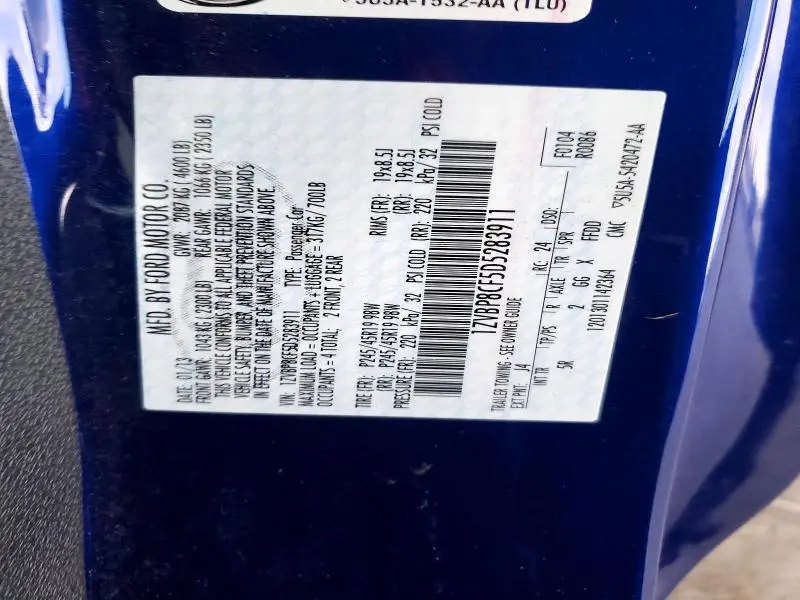 5U5A-1532-AA (TLU)
MFD. BY FORD MOTOR CO.
DATE: 01/13 GVWR: 2087 KG ( 4600 LB)
FRONT GAWR: 1043 KG ( 2300 LB) REAR GAWR: 1066 KG ( 2350 LB)
THIS VEHICLE CONFORMS TO ALL APPLICABLE FEDERAL MOTOR
VEHICLE SAFETY, BUMPER, AND THEFT PREVENTION STANDARDS
IN EFFECT ON THE DATE OF MANUFACTURE SHOWN ABOVE.
VIN: 1ZVBP8CF5D5283911 TYPE: Passenger Car
MAXIMUM LOAD = OCCUPANTS + LUGGAGE = 317KG/ 700LB
OCCUPANTS = 4 TOTAL; 2 FRONT, 2 REAR
TIRE (FR): P245/45R19 98W RIMS (FR): 19x8.5J
(RR): P245/45R19 98W (RR): 19x8.5J
PRESSURE (FR): 220 kPa/ 32 PSI COLD (RR): 220 kPa/ 32 PSI COLD
1ZVBP8CF5D5283911
TRAILER TOWING - SEE OWNER GUIDE
EXT PNT: J4 RC: 24 DSO: FO104
INT TR TP/PS R AXLE TR SPR R0086
SR 2 GG X FFDD
12D1301142364 CMC 5U5A-5420472-AA